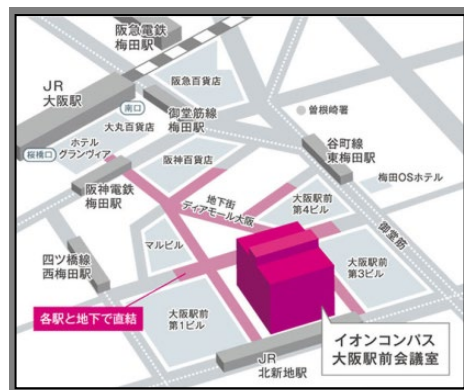 阪急電鉄
梅田駅
JR
大阪駅
阪急百貨店
南口
御堂筋線
梅田駅
曽根崎署
大丸百貨店
谷町線
東梅田駅
桜橋口
ホテル
グランヴィア
阪神百貨店
阪神電鉄
梅田駅
梅田OSホテル
地下街
ディアモール大阪
大阪駅前
第4ビル
御堂筋
マルビル
四ツ橋線
西梅田駅
大阪駅前
第3ビル
各駅と地下で直結
大阪駅前
第1ビル
イオンコンパス
大阪駅前会議室
JR
北新地駅